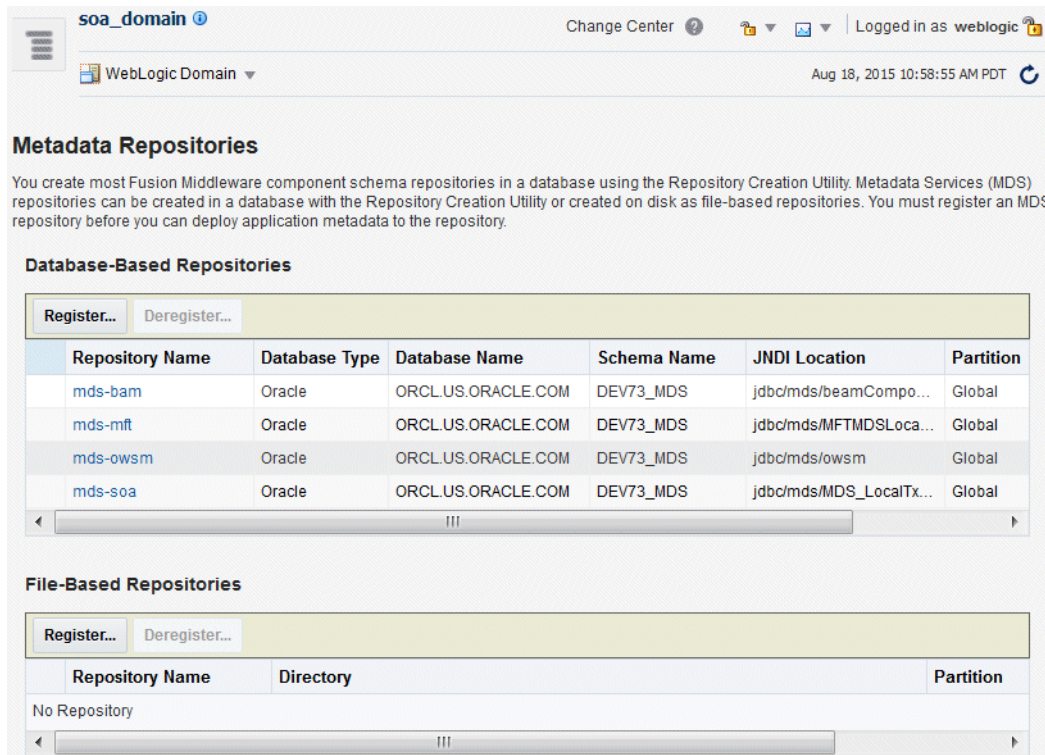 soa_domain
Change Center
Logged in as weblogic
WebLogic Domain
Aug 18, 2015 10:58:55 AM PDT
Metadata Repositories
You create most Fusion Middleware component schema repositories in a database using the Repository Creation Utility. Metadata Services (MDS)
repositories can be created in a database with the Repository Creation Utility or created on disk as file-based repositories. You must register an MDS
repository before you can deploy application metadata to the repository.
Database-Based Repositories
Register... Deregister...
Repository Name Database Type Database Name Schema Name JNDI Location Partition
mds-bam Oracle ORCL.US.ORACLE.COM DEV73_MDS jdbc/mds/beamCompo... Global
mds-mft Oracle ORCL.US.ORACLE.COM DEV73_MDS jdbc/mds/MFTMDSLoca... Global
mds-owsm Oracle ORCL.US.ORACLE.COM DEV73_MDS jdbc/mds/owsm Global
mds-soa Oracle ORCL.US.ORACLE.COM DEV73_MDS jdbc/mds/MDS_LocalTx... Global
File-Based Repositories
Register... Deregister...
Repository Name Directory Partition
No Repository